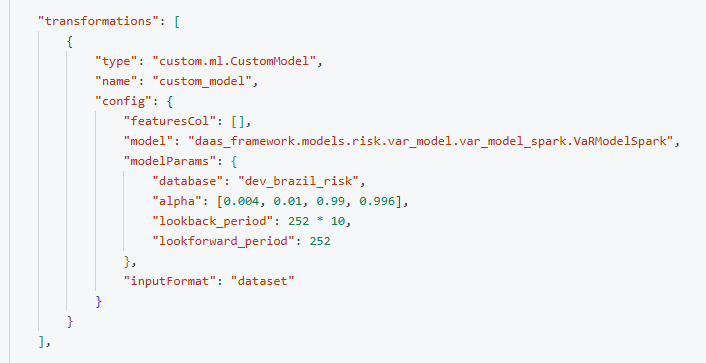 "transformations": [
{
"type": "custom.ml.CustomModel",
"name": "custom_model",
"config": {
"featuresCol": [],
"model": "daas_framework.models.risk.var_model.var_model_spark.VaRModelSpark",
"modelParams": {
"database": "dev_brazil_risk",
"alpha": [0.004, 0.01, 0.99, 0.996],
"lookback_period": 252 * 10,
"lookforward_period": 252
},
"inputFormat": "dataset"
}
}
],